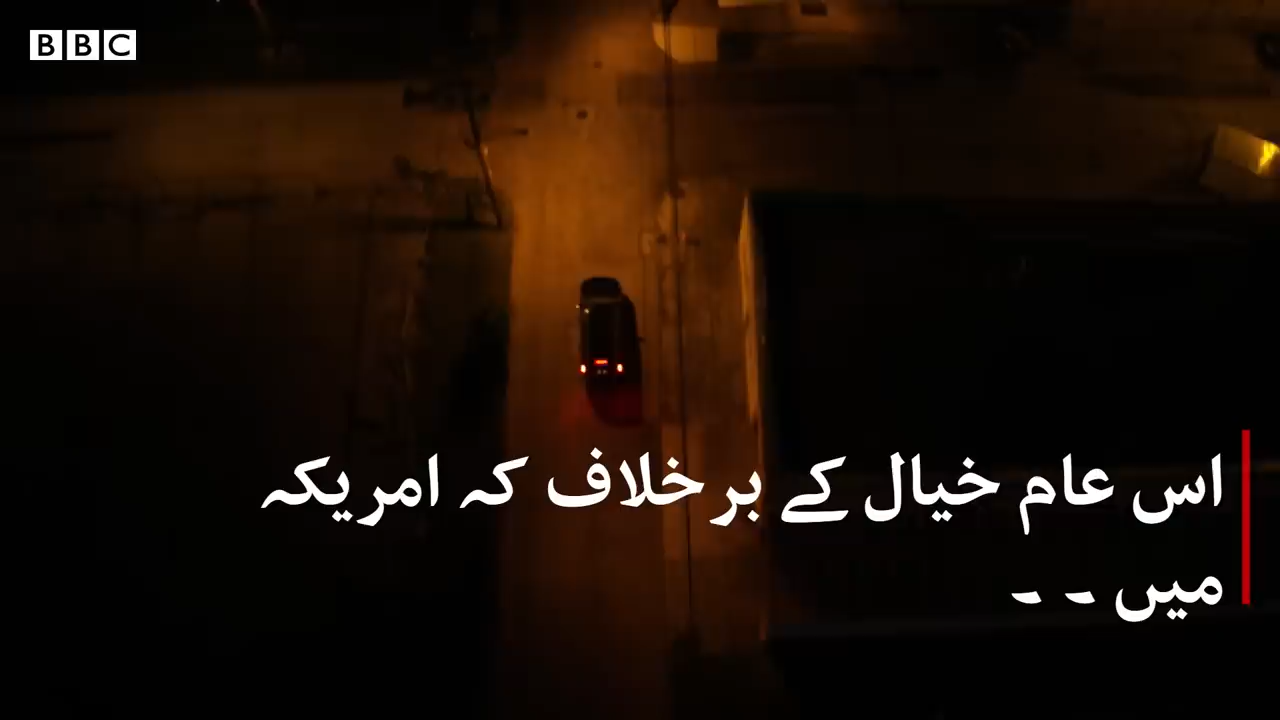 BBC
اس عام خیال کے برخلاف کہ امریکہ
میں ۔ ۔